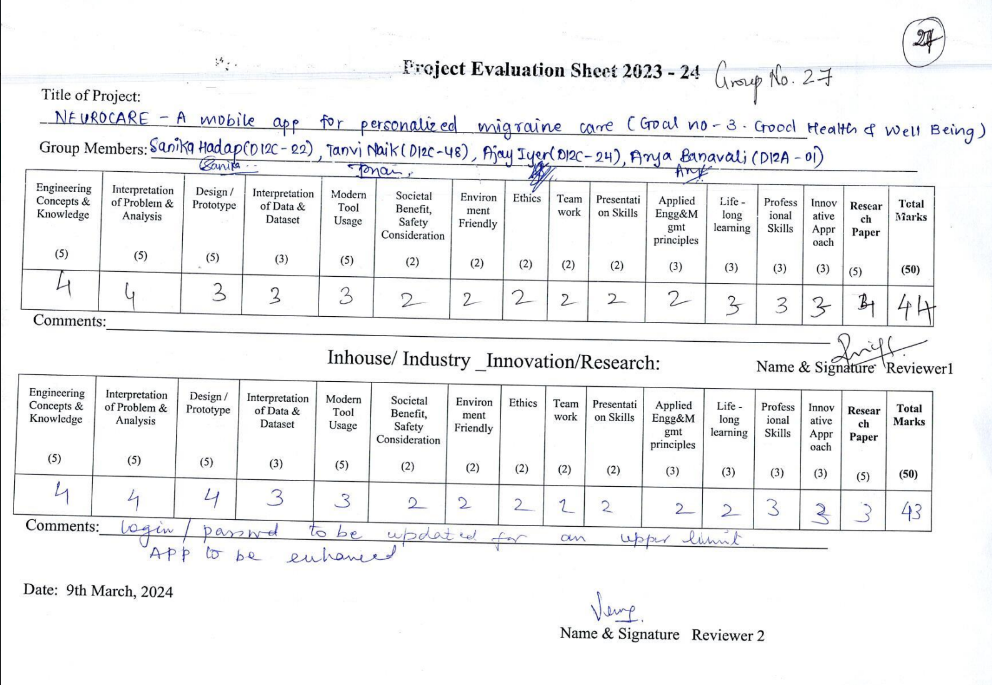 27
Project Evaluation Sheet 2023 - 24 Group No. 27
Title of Project:
NEUROCARE - A mobile app for personalized migraine care (Goal no - 3. Good Health & Well Being)
Group Members: Sanika Hadap(D12C-22), Tanvi Naik(D12C-48), Ajay Iyer(D12C-24), Arya Banavali (D12A-01)
Sanika
Engineering Concepts & Knowledge (5) Interpretation of Problem & Analysis (5) Design / Prototype (5) Interpretation of Data & Dataset (3) Modern Tool Usage (5) Societal Benefit, Safety Consideration (2) Environ ment Friendly (2) Ethics (2) Team work (2) Presentati on Skills (2) Applied Engg&M gmt principles (3) Life - long learning (3) Profess ional Skills (3) Innov ative Appr oach (3) Resear ch Paper (5) Total Marks (50)
4 4 3 3 3 2 2 2 2 2 2 3 3 3 4 44
Comments:
Inhouse/ Industry _Innovation/Research:
Name & Signature Reviewer1
Engineering Concepts & Knowledge (5) Interpretation of Problem & Analysis (5) Design / Prototype (5) Interpretation of Data & Dataset (3) Modern Tool Usage (5) Societal Benefit, Safety Consideration (2) Environ ment Friendly (2) Ethics (2) Team work (2) Presentati on Skills (2) Applied Engg&M gmt principles (3) Life - long learning (3) Profess ional Skills (3) Innov ative Appr oach (3) Resear ch Paper (5) Total Marks (50)
4 4 4 3 3 2 2 2 2 2 2 2 3 3 3 43
Comments: login / passwd to be updated for an upper limit.
APP to be enhanced
Date: 9th March, 2024
Name & Signature Reviewer 2